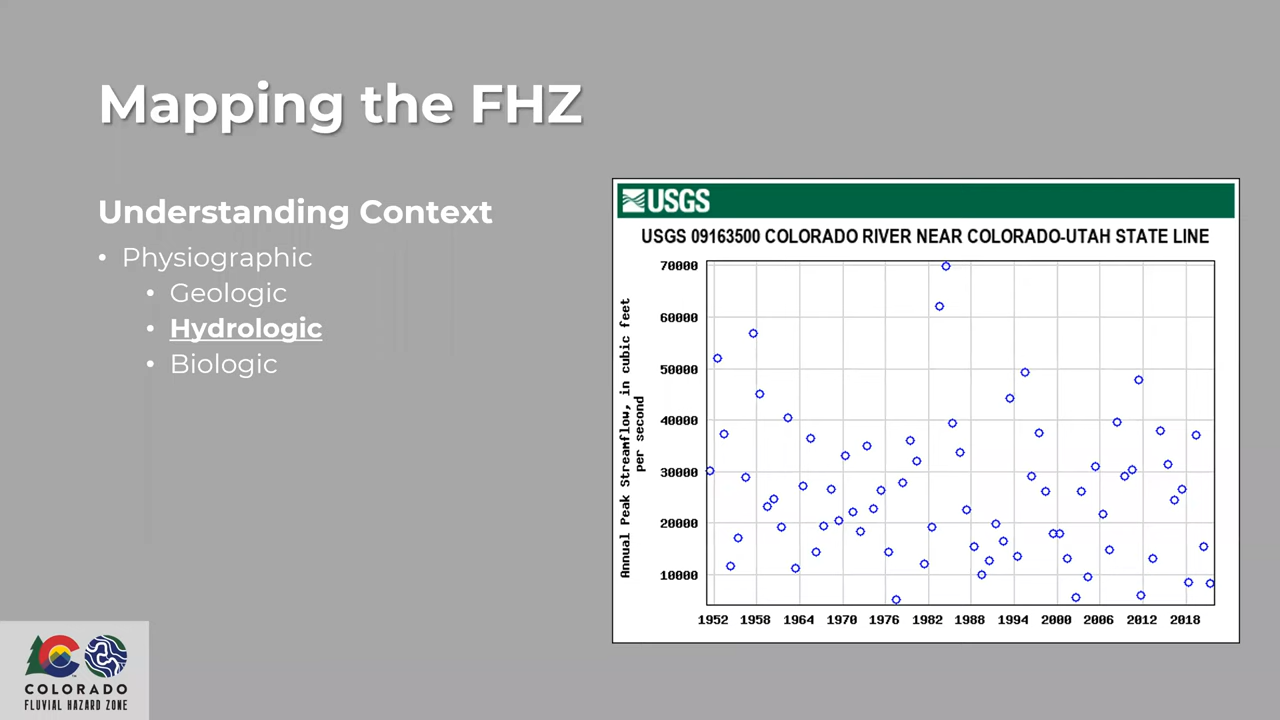 Mapping the FHZ
Understanding Context
• Physiographic
• Geologic
• Hydrologic
• Biologic
USGS
USGS 09163500 COLORADO RIVER NEAR COLORADO-UTAH STATE LINE
Annual Peak Streamflow, in cubic feet
per second
70000
60000
50000
40000
30000
20000
10000
1952 1958 1964 1970 1976 1982 1988 1994 2000 2006 2012 2018
COLORADO
FLUVIAL HAZARD ZONE